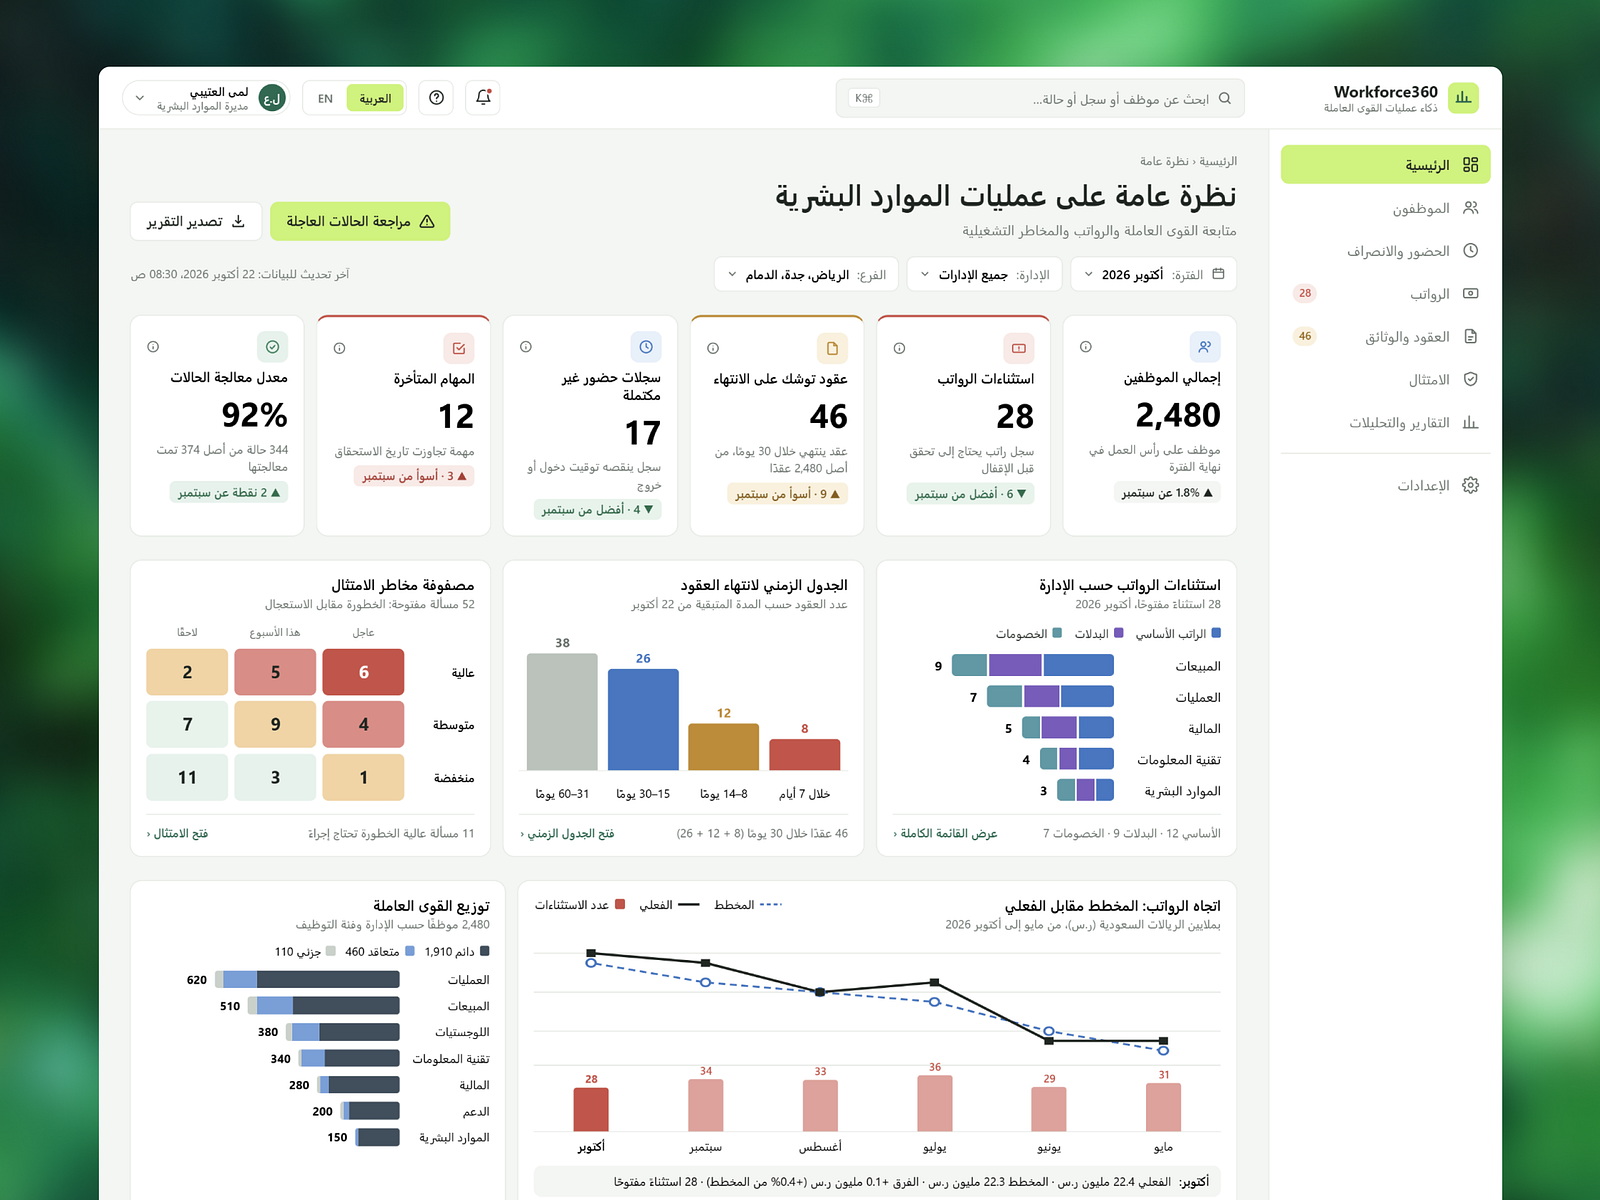 Workforce360
ذكاء عمليات القوى العاملة
ابحث عن موظف أو سجل أو حالة...
⌘K
العربية
EN
ل.ع
لمى العتيبي
مديرة الموارد البشرية
الرئيسية
الموظفون
الحضور والانصراف
الرواتب
28
العقود والوثائق
46
الامتثال
التقارير والتحليلات
الإعدادات
الرئيسية › نظرة عامة
نظرة عامة على عمليات الموارد البشرية
متابعة القوى العاملة والرواتب والمخاطر التشغيلية
مراجعة الحالات العاجلة
تصدير التقرير
الفترة: أكتوبر 2026
الإدارة: جميع الإدارات
الفرع: الرياض، جدة، الدمام
آخر تحديث للبيانات: 22 أكتوبر 2026، 08:30 ص
إجمالي الموظفين
2,480
موظف على رأس العمل في
نهاية الفترة
▲ 1.8% عن سبتمبر
استثناءات الرواتب
28
سجل راتب يحتاج إلى تحقق
قبل الإقفال
▼ 6 · أفضل من سبتمبر
عقود توشك على الانتهاء
46
عقد ينتهي خلال 30 يومًا، من
أصل 2,480 عقدًا
▲ 9 · أسوأ من سبتمبر
سجلات حضور غير
مكتملة
17
سجل ينقصه توقيت دخول أو
خروج
▼ 4 · أفضل من سبتمبر
المهام المتأخرة
12
مهمة تجاوزت تاريخ الاستحقاق
▲ 3 · أسوأ من سبتمبر
معدل معالجة الحالات
92%
344 حالة من أصل 374 تمت
معالجتها
▲ 2 نقطة عن سبتمبر
استثناءات الرواتب حسب الإدارة
28 استثناءً مفتوحًا، أكتوبر 2026
الراتب الأساسي
البدلات
الخصومات
المبيعات
9
العمليات
7
المالية
5
تقنية المعلومات
4
الموارد البشرية
3
الأساسي 12 · البدلات 9 · الخصومات 7
عرض القائمة الكاملة ›
الجدول الزمني لانتهاء العقود
عدد العقود حسب المدة المتبقية من 22 أكتوبر
8
12
26
38
خلال 7 أيام
8–14 يومًا
15–30 يومًا
31–60 يومًا
46 عقدًا خلال 30 يومًا (8 + 12 + 26)
فتح الجدول الزمني ›
مصفوفة مخاطر الامتثال
52 مسألة مفتوحة: الخطورة مقابل الاستعجال
عاجل
هذا الأسبوع
لاحقًا
عالية
6
5
2
متوسطة
4
9
7
منخفضة
1
3
11
11 مسألة عالية الخطورة تحتاج إجراءً
فتح الامتثال ›
اتجاه الرواتب: المخطط مقابل الفعلي
بملايين الريالات السعودية (ر.س)، من مايو إلى أكتوبر 2026
المخطط
الفعلي
عدد الاستثناءات
31
29
36
33
34
28
مايو
يونيو
يوليو
أغسطس
سبتمبر
أكتوبر
أكتوبر: الفعلي 22.4 مليون ر.س · المخطط 22.3 مليون ر.س · الفرق +0.1 مليون ر.س (+0.4% من المخطط) · 28 استثناءً مفتوحًا
توزيع القوى العاملة
2,480 موظفًا حسب الإدارة وفئة التوظيف
دائم 1,910
متعاقد 460
جزئي 110
العمليات
620
المبيعات
510
اللوجستيات
380
تقنية المعلومات
340
المالية
280
الدعم
200
الموارد البشرية
150